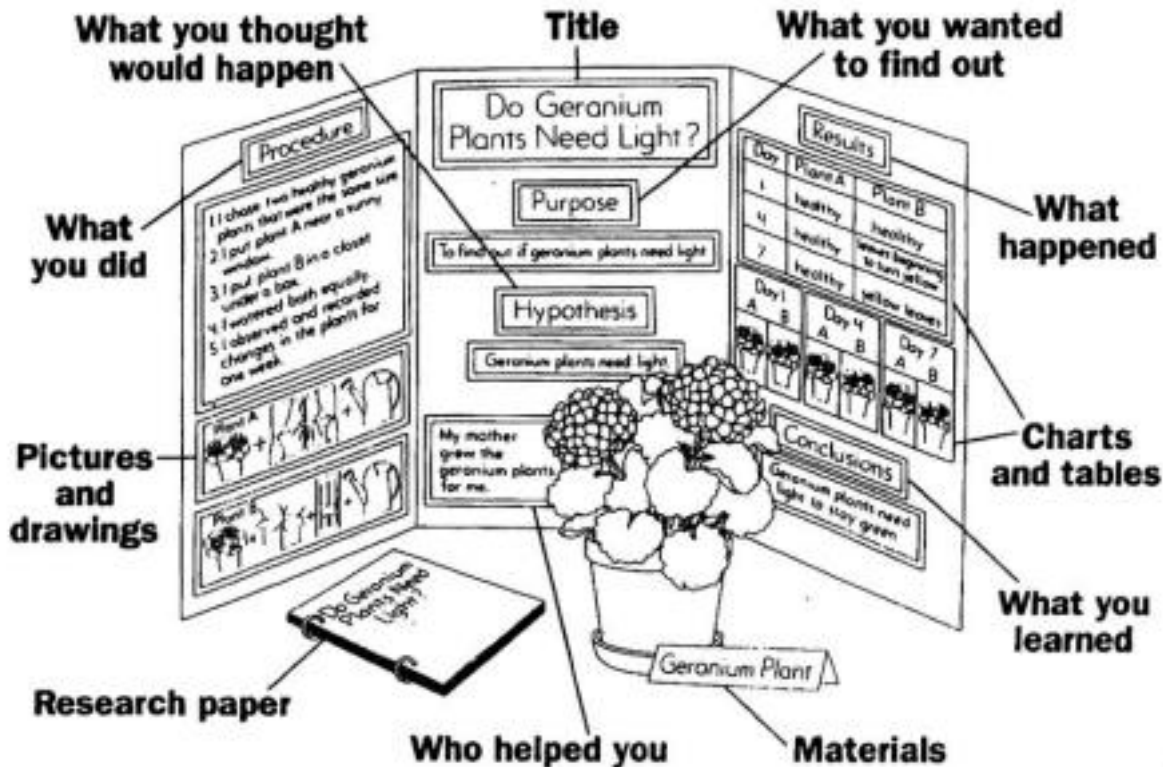 What you thought
would happen
Title
What you wanted
to find out
Procedure
What
you did
1. I chose two healthy geranium
plants that were the same size
2. I put plant A near a sunny
window.
3. I put plant B in a closet
under a box.
4. I watered both equally.
5. I observed and recorded
changes in the plants for
one week.
Plant A
Plant B
Pictures
and
drawings
Do Geranium
Plants Need Light?
Purpose
To find out if geranium plants need light
Hypothesis
Geranium plants need light
My mother
grew the
geranium plants
for me.
Results
Day Plant A Plant B
1 healthy healthy
4 healthy leaves beginning
to turn yellow
7 healthy yellow leaves
Day 1
A B
Day 4
A B
Day 7
A B
What
happened
Charts
and tables
Conclusions
Geranium plants need
light to stay green
What you
learned
Do Geranium
Plants Need
Light?
Research paper
Geranium Plant
Who helped you
Materials